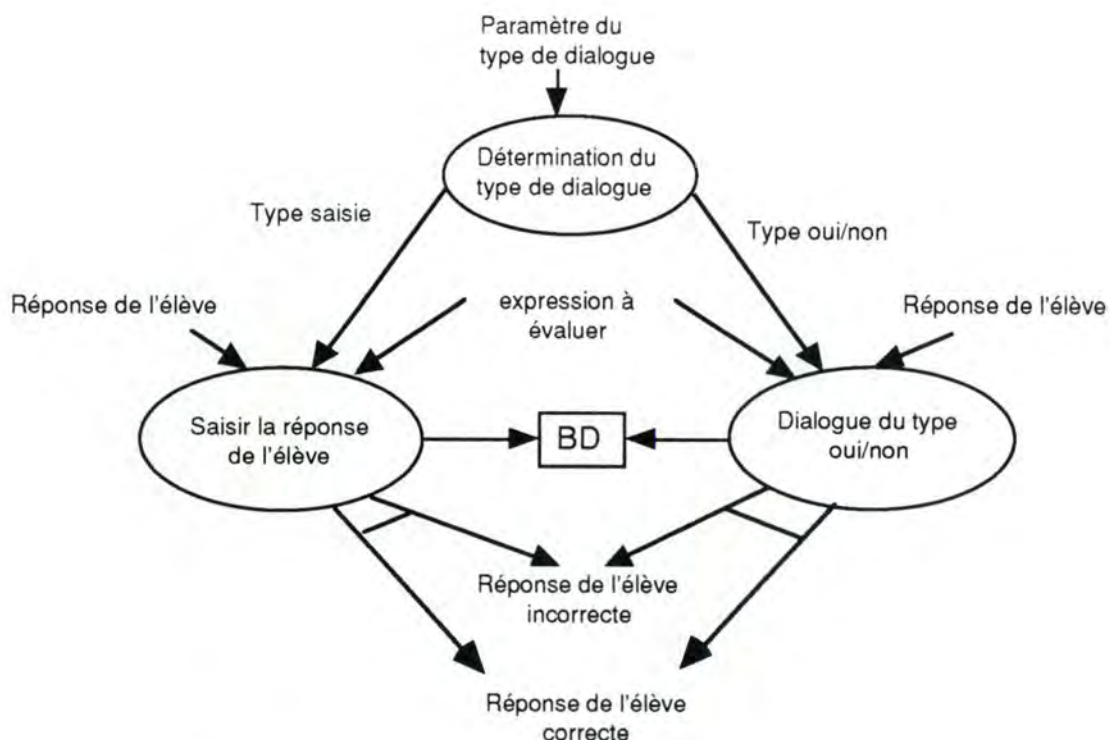 Paramètre du
type de dialogue
Détermination du
type de dialogue
Type saisie
Type oui/non
Réponse de l'élève
expression à
évaluer
Réponse de l'élève
Saisir la réponse
de l'élève
BD
Dialogue du type
oui/non
Réponse de l'élève
incorrecte
Réponse de l'élève
correcte